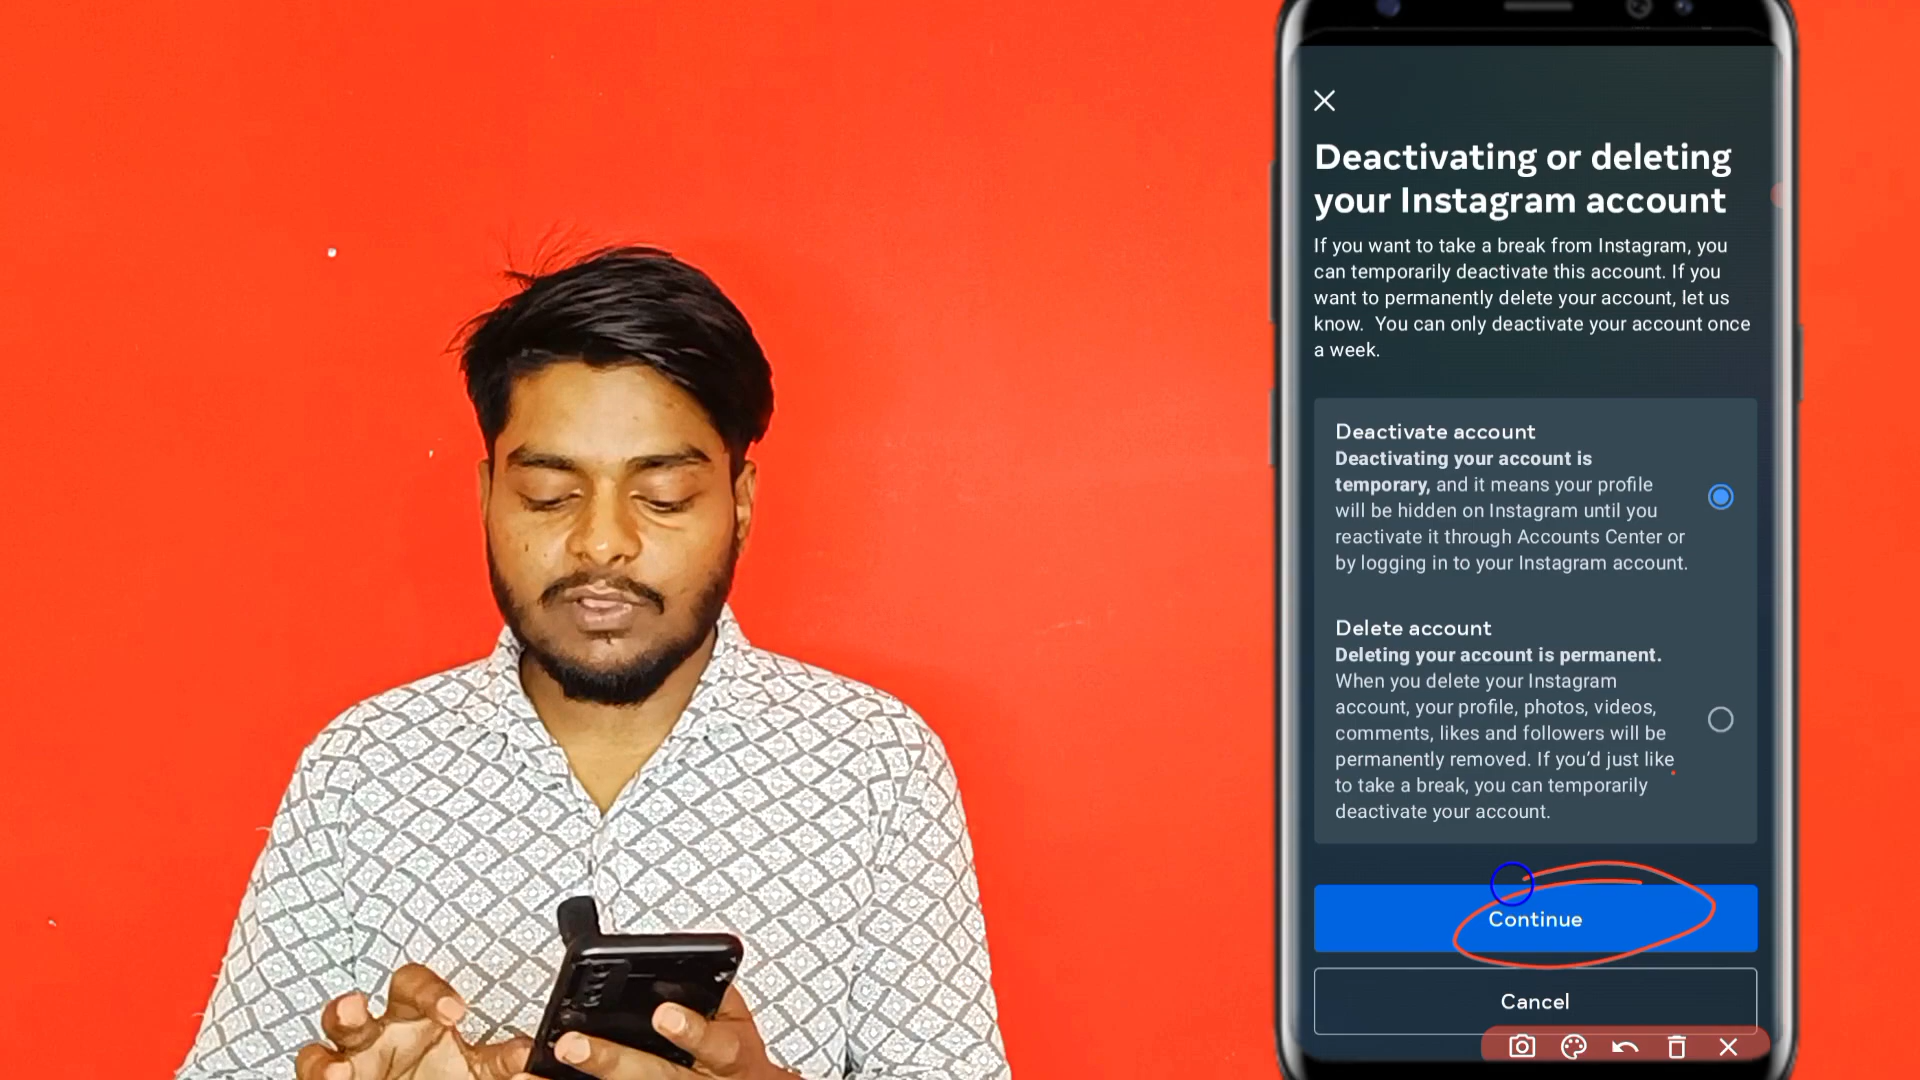 Deactivating or deleting
your Instagram account
If you want to take a break from Instagram, you
can temporarily deactivate this account. If you
want to permanently delete your account, let us
know.  You can only deactivate your account once
a week.
Deactivate account
Deactivating your account is
temporary, and it means your profile
will be hidden on Instagram until you
reactivate it through Accounts Center or
by logging in to your Instagram account.
Delete account
Deleting your account is permanent.
When you delete your Instagram
account, your profile, photos, videos,
comments, likes and followers will be
permanently removed. If you’d just like
to take a break, you can temporarily
deactivate your account.
Continue
Cancel